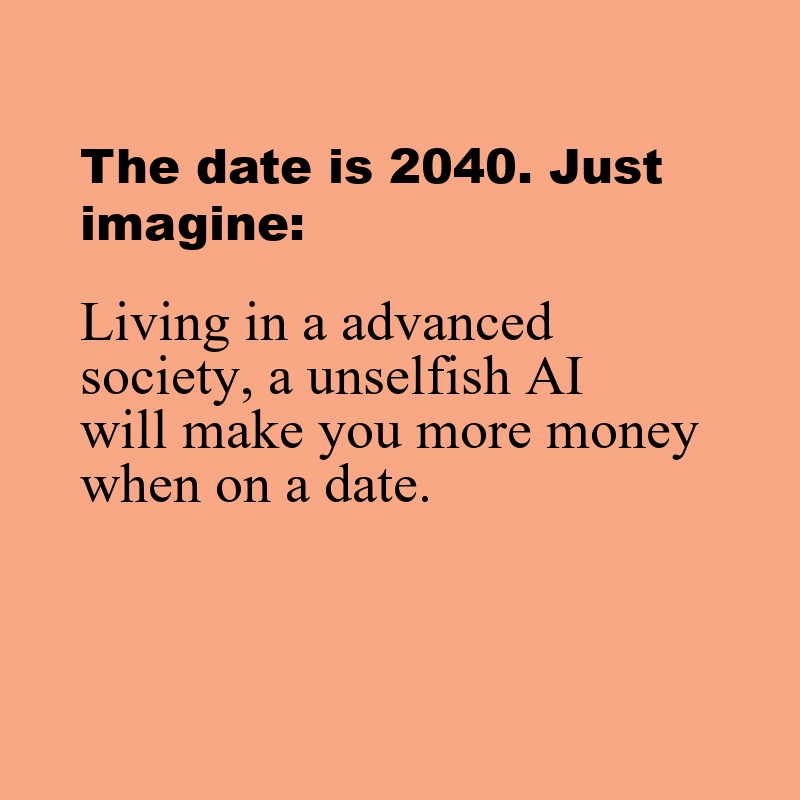 The date is 2040. Just
imagine:
Living in a advanced
society, a unselfish AI
will make you more money
when on a date.